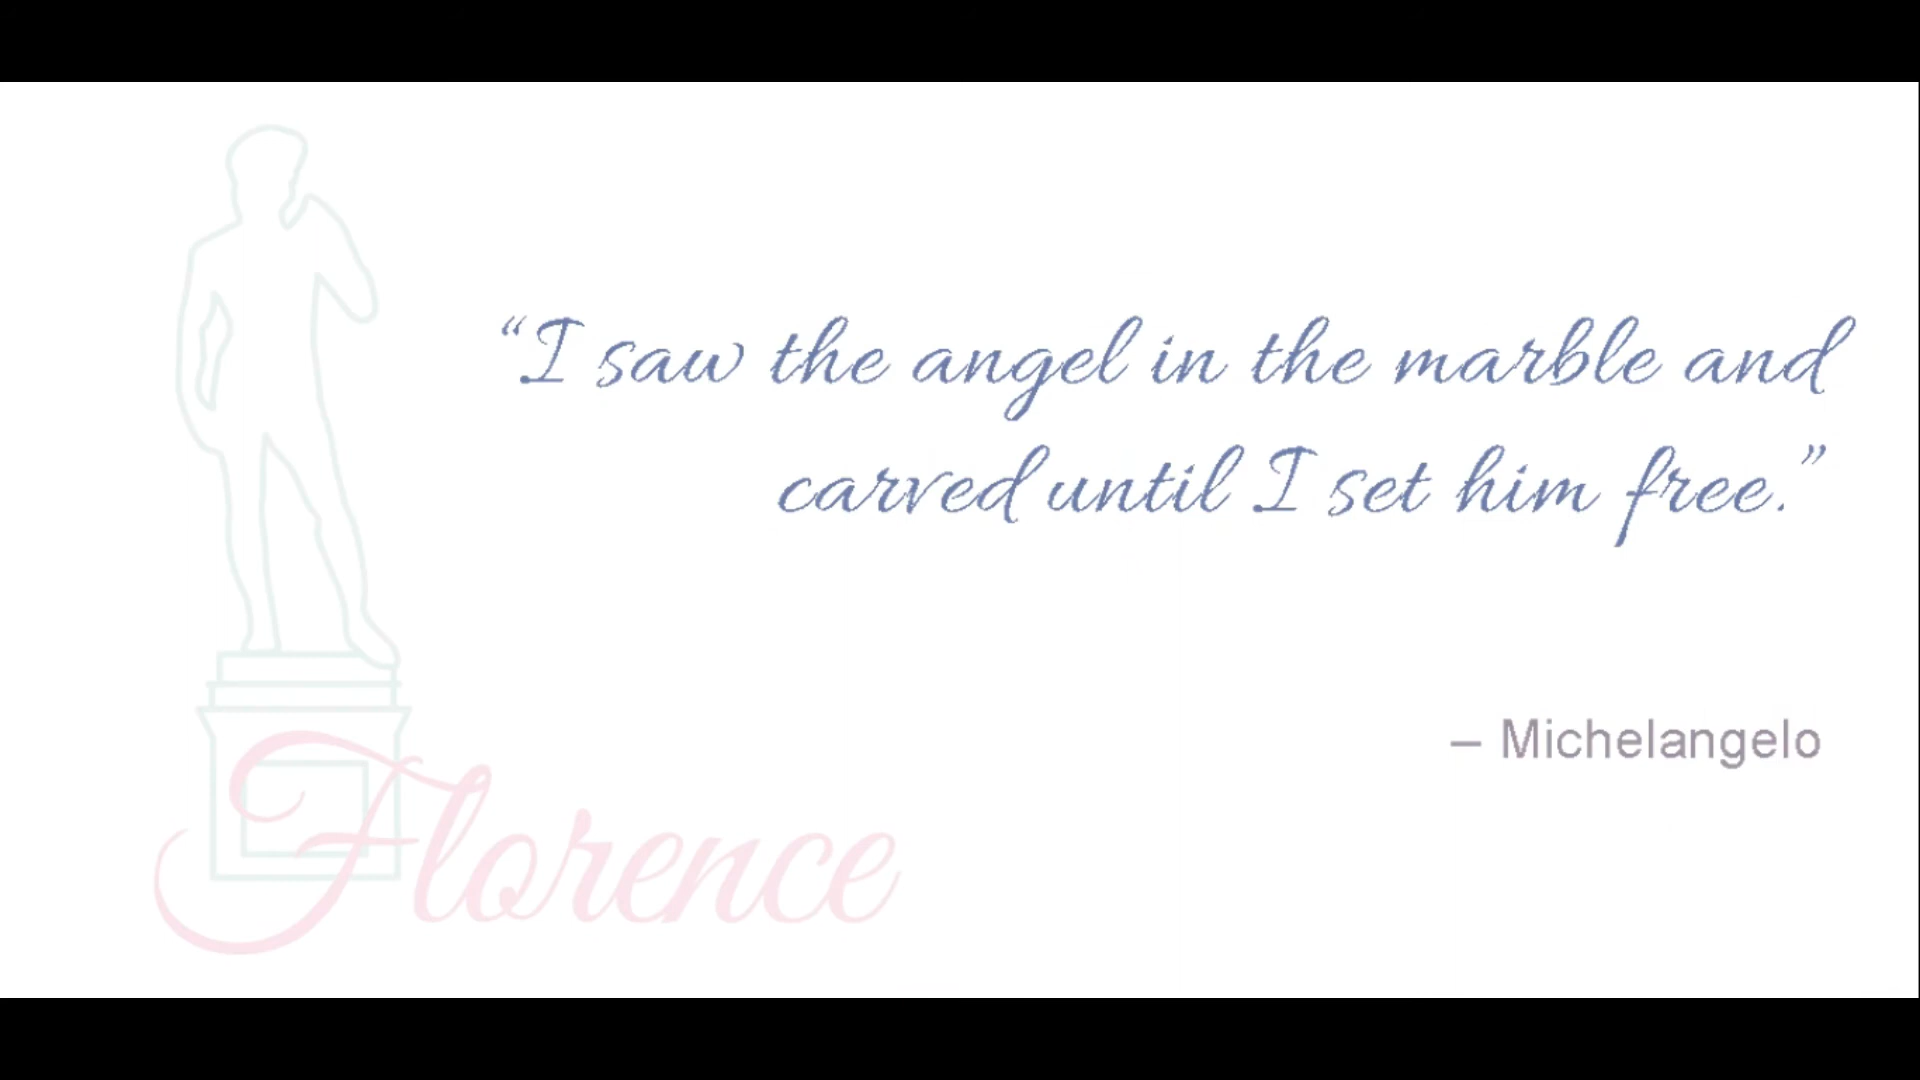 “I saw the angel in the marble and
carved until I set him free.”
– Michelangelo
Florence